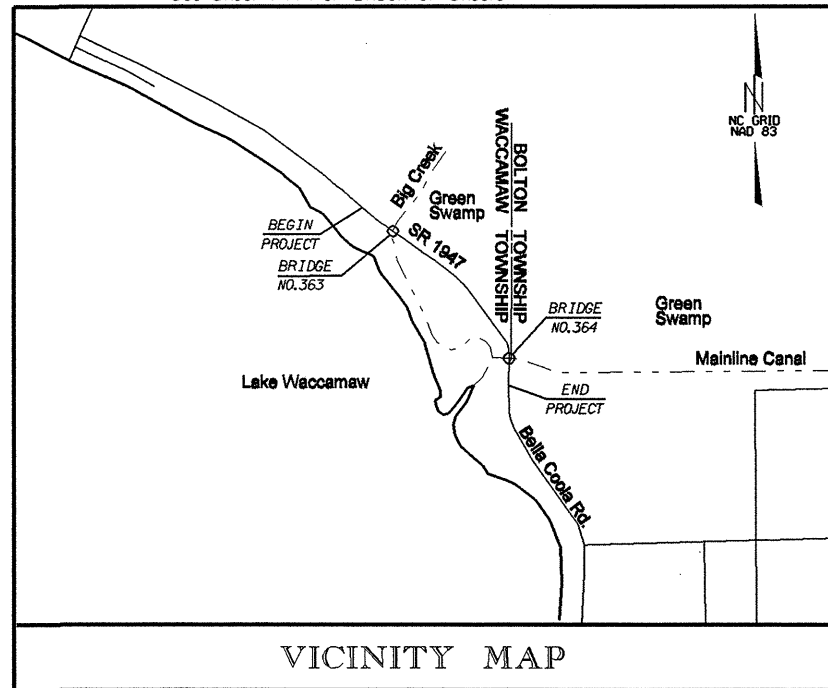 N
NC GRID
NAD 83
BOLTON TOWNSHIP
WACCAMAW TOWNSHIP
Big Creek
Green
Swamp
BEGIN
PROJECT
SR 1947
BRIDGE
NO.363
BRIDGE
NO.364
Green
Swamp
Mainline Canal
Lake Waccamaw
END
PROJECT
Bella Coola Rd.
VICINITY MAP